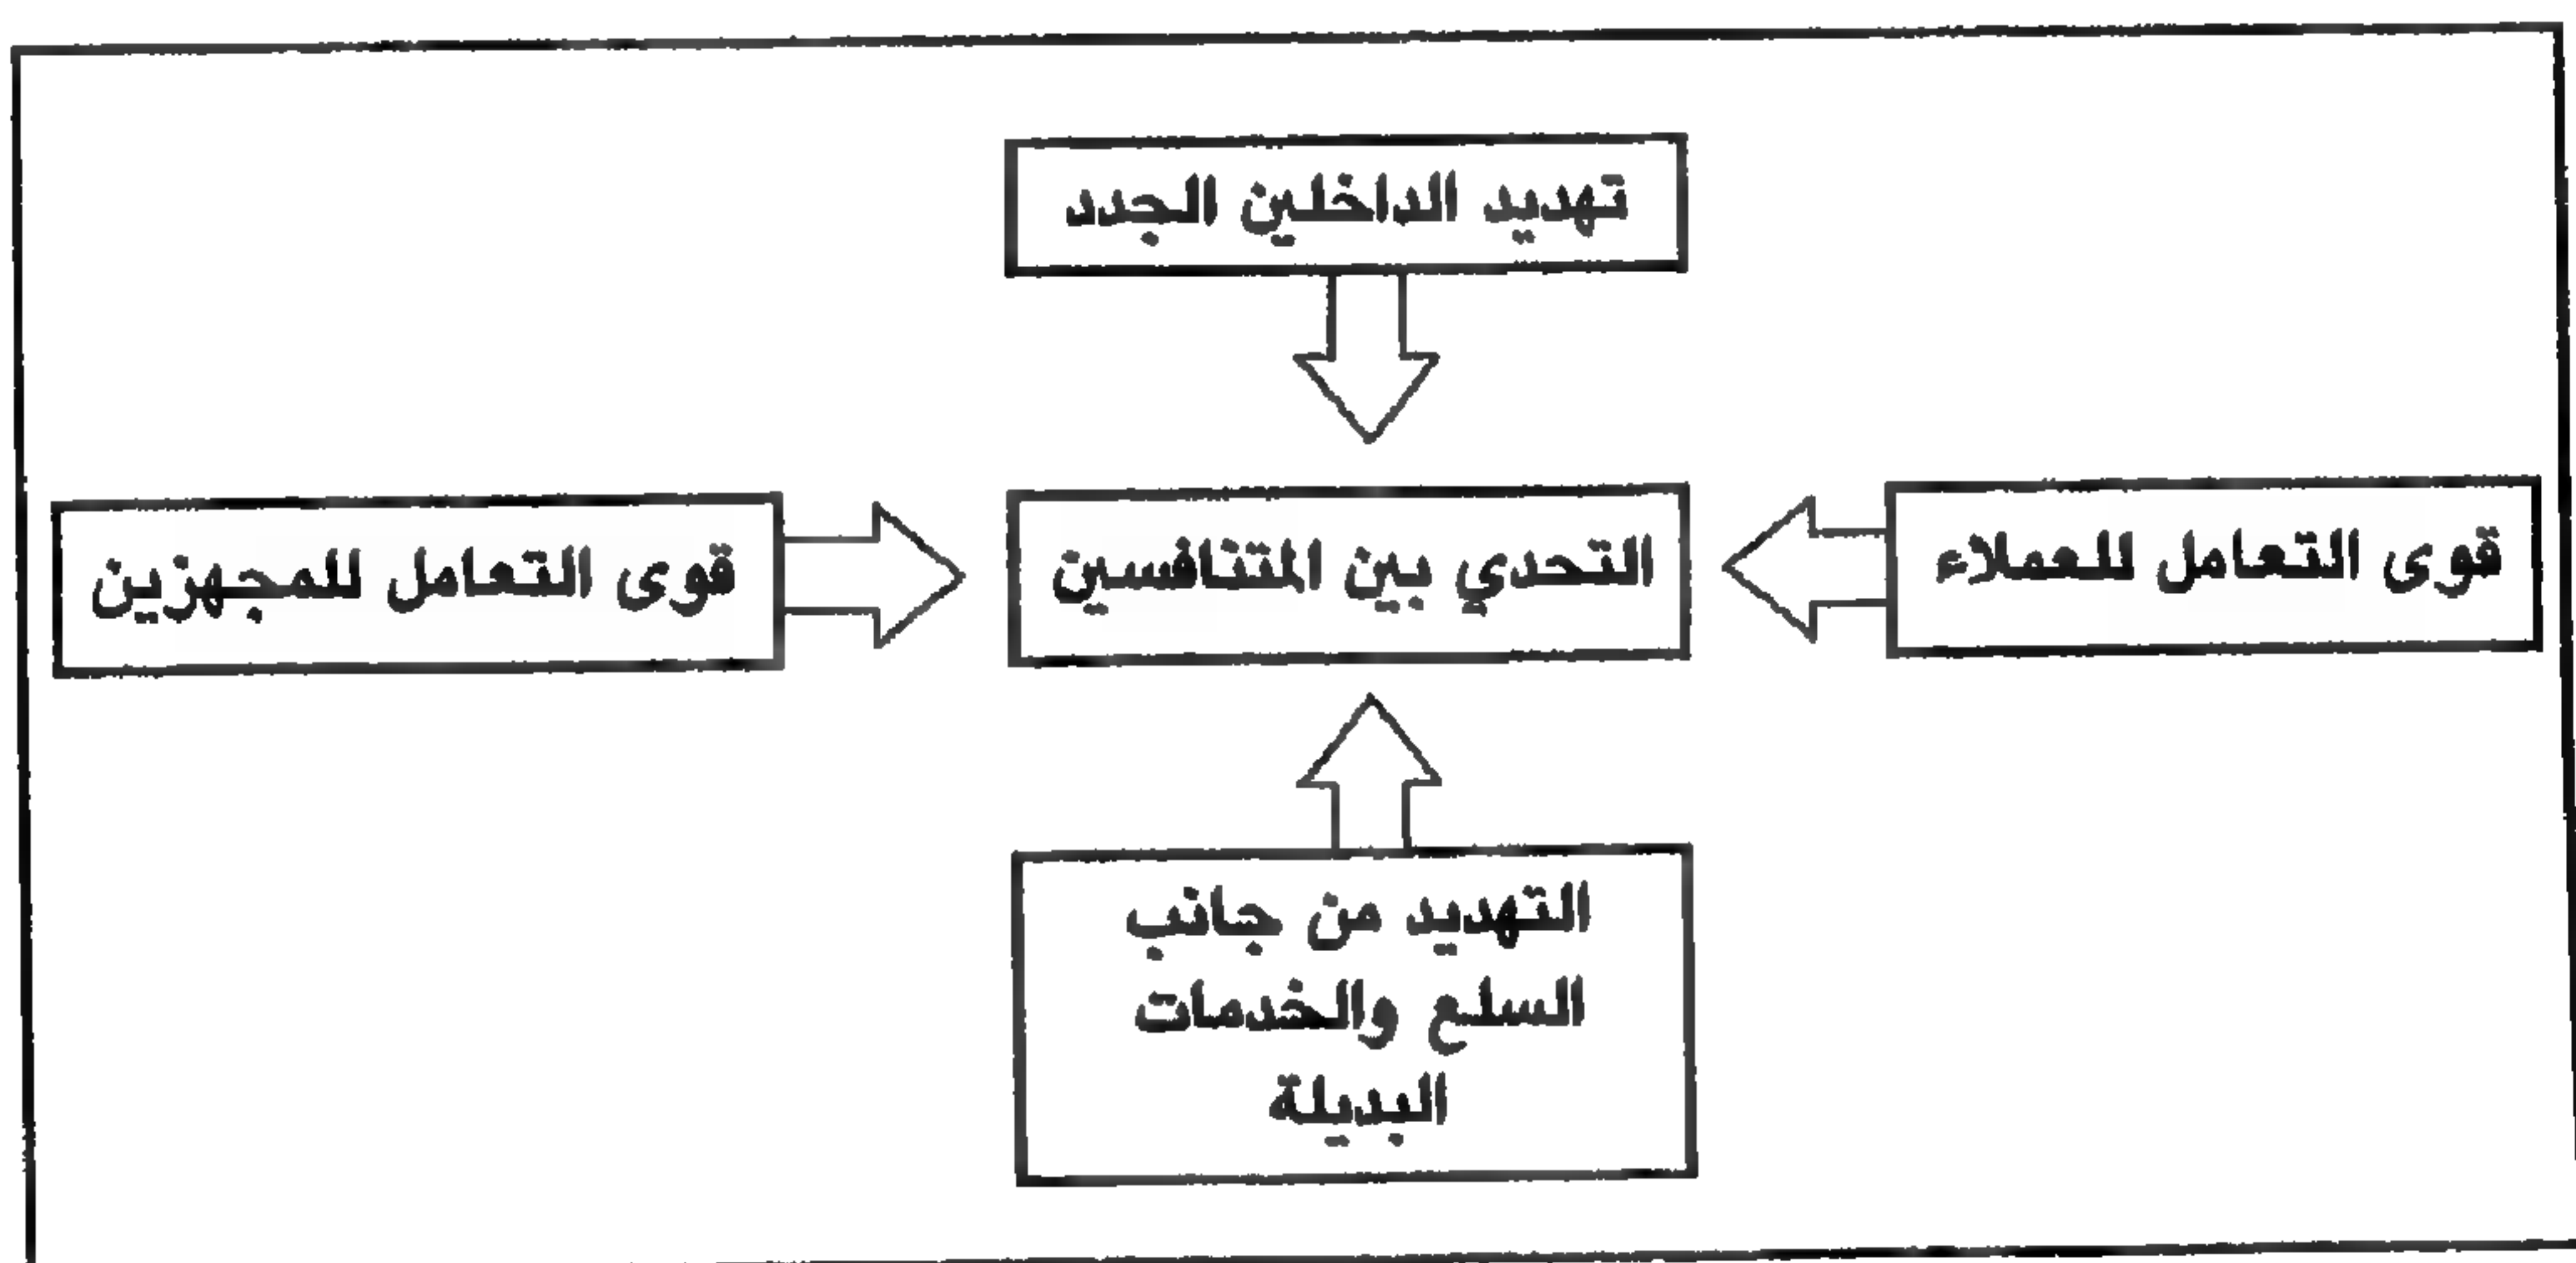 تهديد الداخلين الجدد
قوى التعامل للعملاء
التحدي بين المتنافسين
قوى التعامل للمجهزين
التهديد من جانب
السلع والخدمات
البديلة